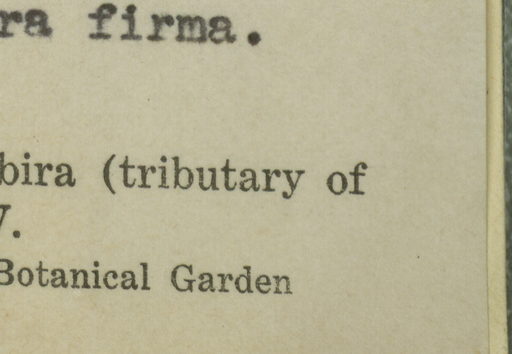 ra firma.
bira (tributary of
.
Botanical Garden